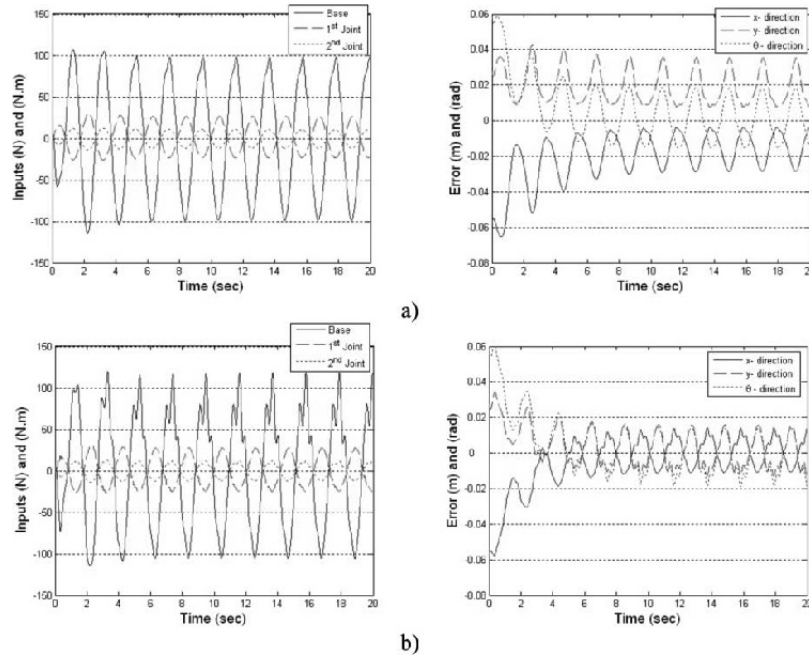 150
100
50
0
-50
-100
-150
0 2 4 6 8 10 12 14 16 18 20
Inputs (N) and (N.m)
Time (sec)
Base
1st Joint
2nd Joint
0.06
0.04
0.02
0
-0.02
-0.04
-0.06
-0.08
0 2 4 6 8 10 12 14 16 18 20
Error (m) and (rad)
Time (sec)
x- direction
y- direction
θ - direction
a)
150
100
50
0
-50
-100
-150
0 2 4 6 8 10 12 14 16 18 20
Inputs (N) and (N.m)
Time (sec)
Base
1st Joint
2nd Joint
0.06
0.04
0.02
0
-0.02
-0.04
-0.06
-0.08
0 2 4 6 8 10 12 14 16 18 20
Error (m) and (rad)
Time (sec)
x- direction
y- direction
θ - direction
b)